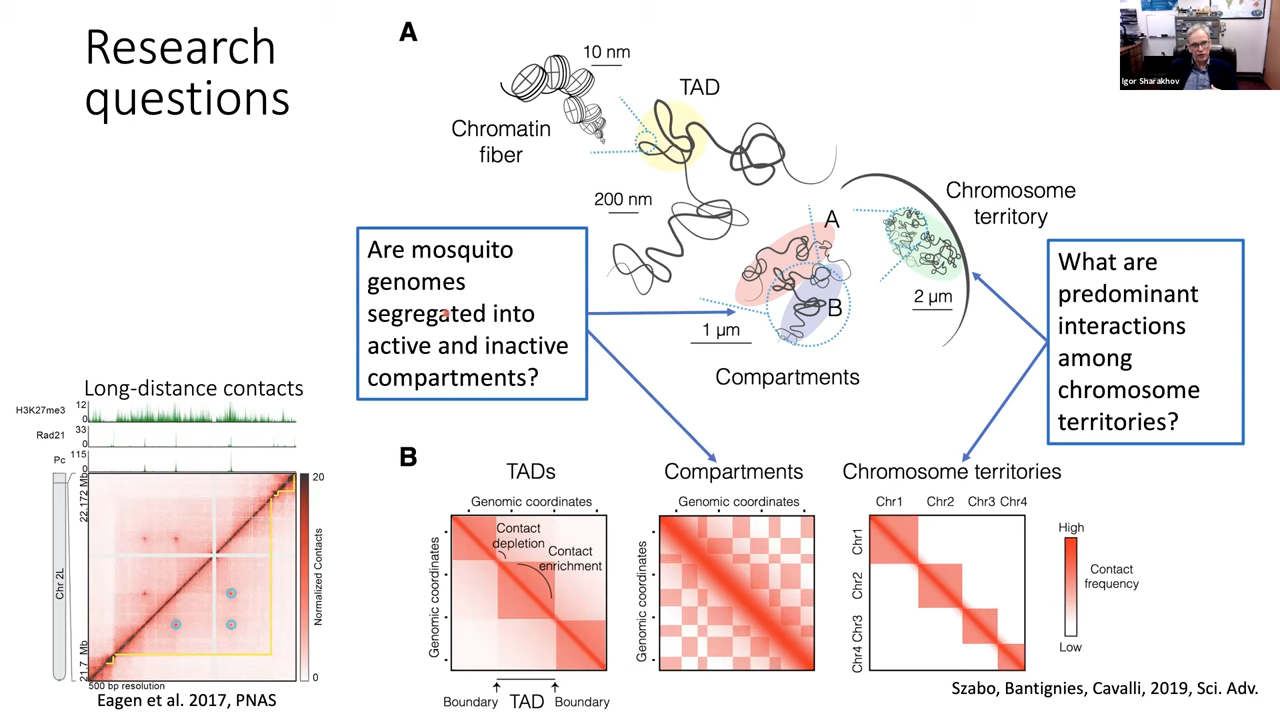 Research
questions
A
10 nm
TAD
Chromatin
fiber
200 nm
Chromosome
territory
A
B
2 µm
1 µm
Compartments
Igor Sharakhov
Are mosquito
genomes
segregated into
active and inactive
compartments?
What are
predominant
interactions
among
chromosome
territories?
Long-distance contacts
H3K27me3
12
0
Rad21
33
0
Pc
115
0
22.172 Mb
Chr 2L
21.7 Mb
500 bp resolution
20
Normalized Contacts
0
Eagen et al. 2017, PNAS
B
TADs
Genomic coordinates
Genomic coordinates
Contact
depletion
Contact
enrichment
Boundary
TAD
Boundary
Compartments
Genomic coordinates
Genomic coordinates
Chromosome territories
Chr1 Chr2 Chr3 Chr4
Chr1
Chr2
Chr3
Chr4
High
Contact
frequency
Low
Szabo, Bantignies, Cavalli, 2019, Sci. Adv.